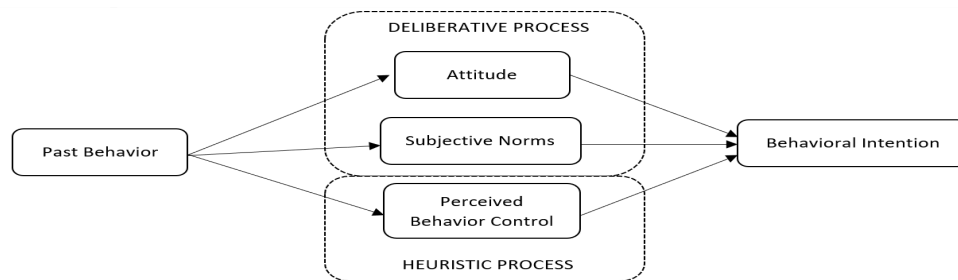 DELIBERATIVE PROCESS
Attitude
Past Behavior
Subjective Norms
Behavioral Intention
Perceived
Behavior Control
HEURISTIC PROCESS